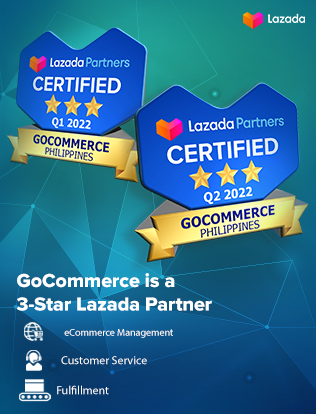 Lazada
Lazada Partners
CERTIFIED
Q1 2022
GOCOMMERCE
PHILIPPINES
Lazada Partners
CERTIFIED
Q2 2022
GOCOMMERCE
PHILIPPINES
GoCommerce is a
3-Star Lazada Partner
eCommerce Management
Customer Service
Fulfillment